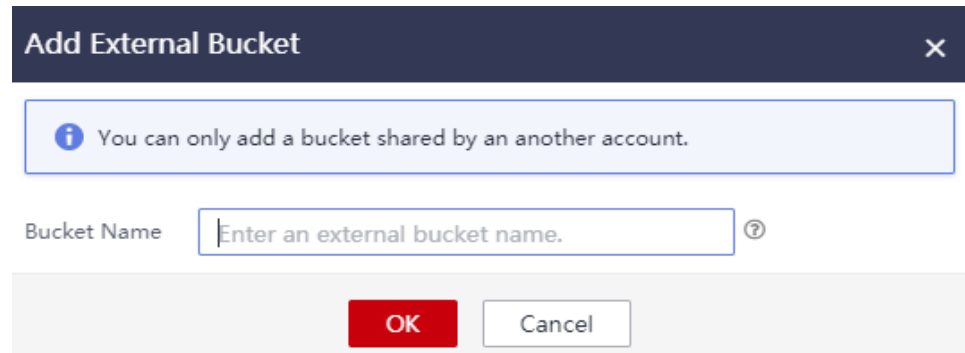 Add External Bucket
You can only add a bucket shared by an another account.
Bucket Name Enter an external bucket name.
OK Cancel